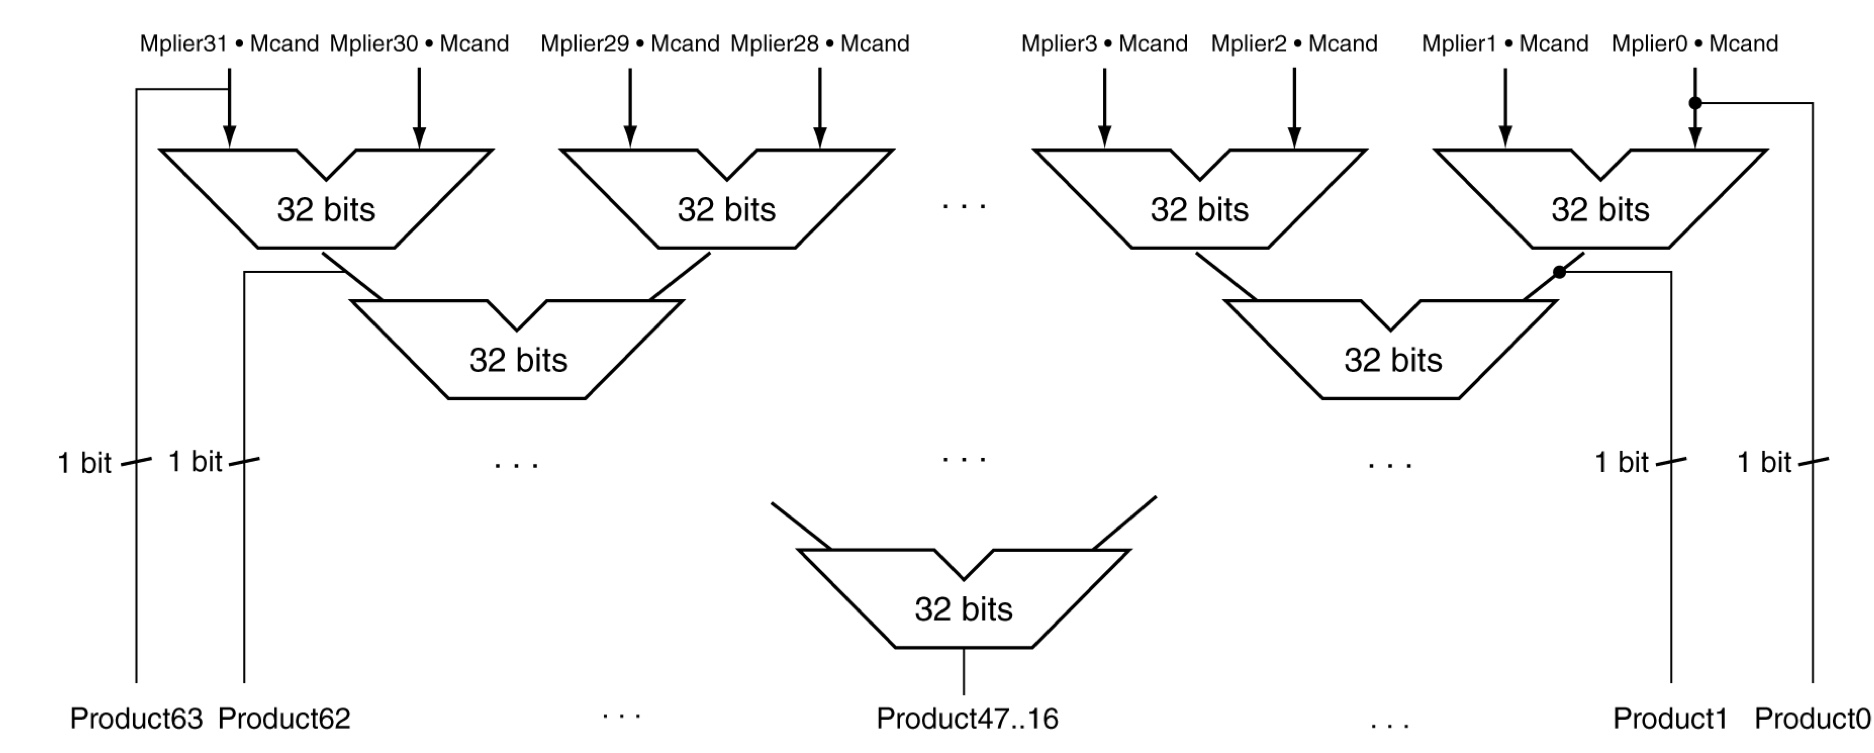 Mplier31 • Mcand Mplier30 • Mcand Mplier29 • Mcand Mplier28 • Mcand Mplier3 • Mcand Mplier2 • Mcand Mplier1 • Mcand Mplier0 • Mcand
32 bits 32 bits . . . 32 bits 32 bits
32 bits 32 bits
1 bit 1 bit . . . . . . . . . 1 bit 1 bit
32 bits
Product63 Product62 . . . Product47..16 . . . Product1 Product0